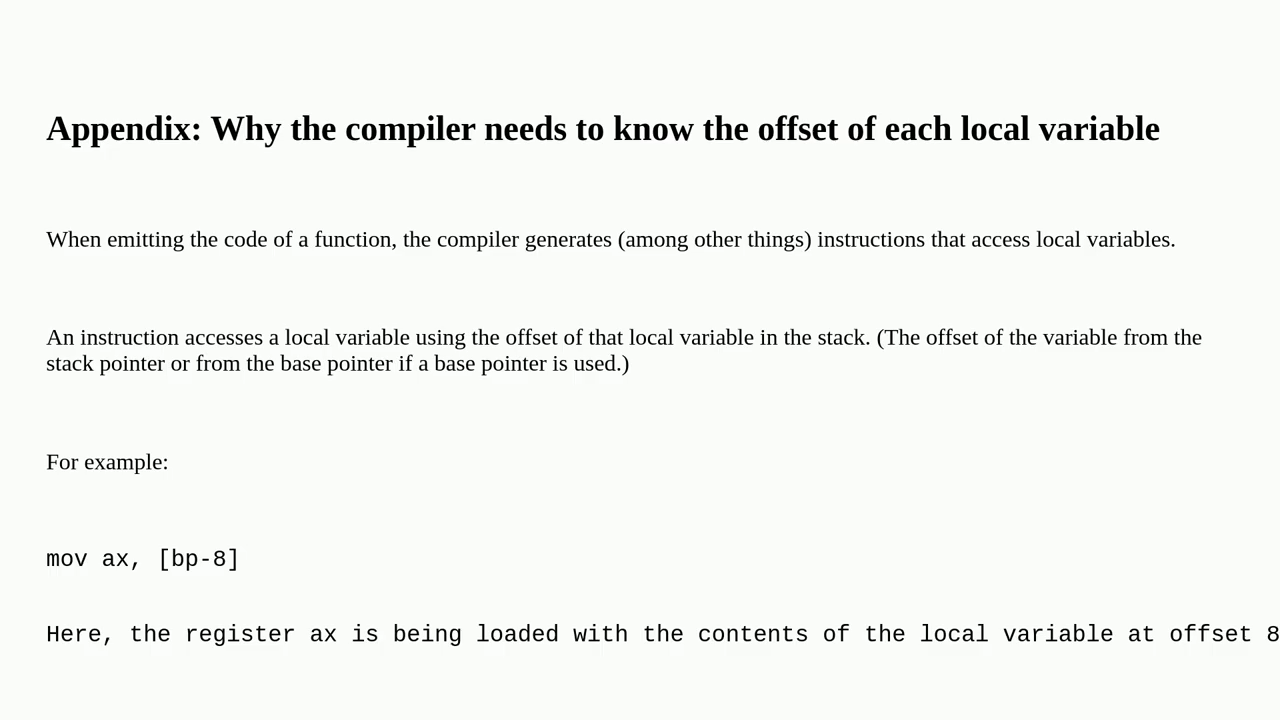 Appendix: Why the compiler needs to know the offset of each local variable
When emitting the code of a function, the compiler generates (among other things) instructions that access local variables.
An instruction accesses a local variable using the offset of that local variable in the stack. (The offset of the variable from the
stack pointer or from the base pointer if a base pointer is used.)
For example:
mov ax, [bp-8]
Here, the register ax is being loaded with the contents of the local variable at offset 8